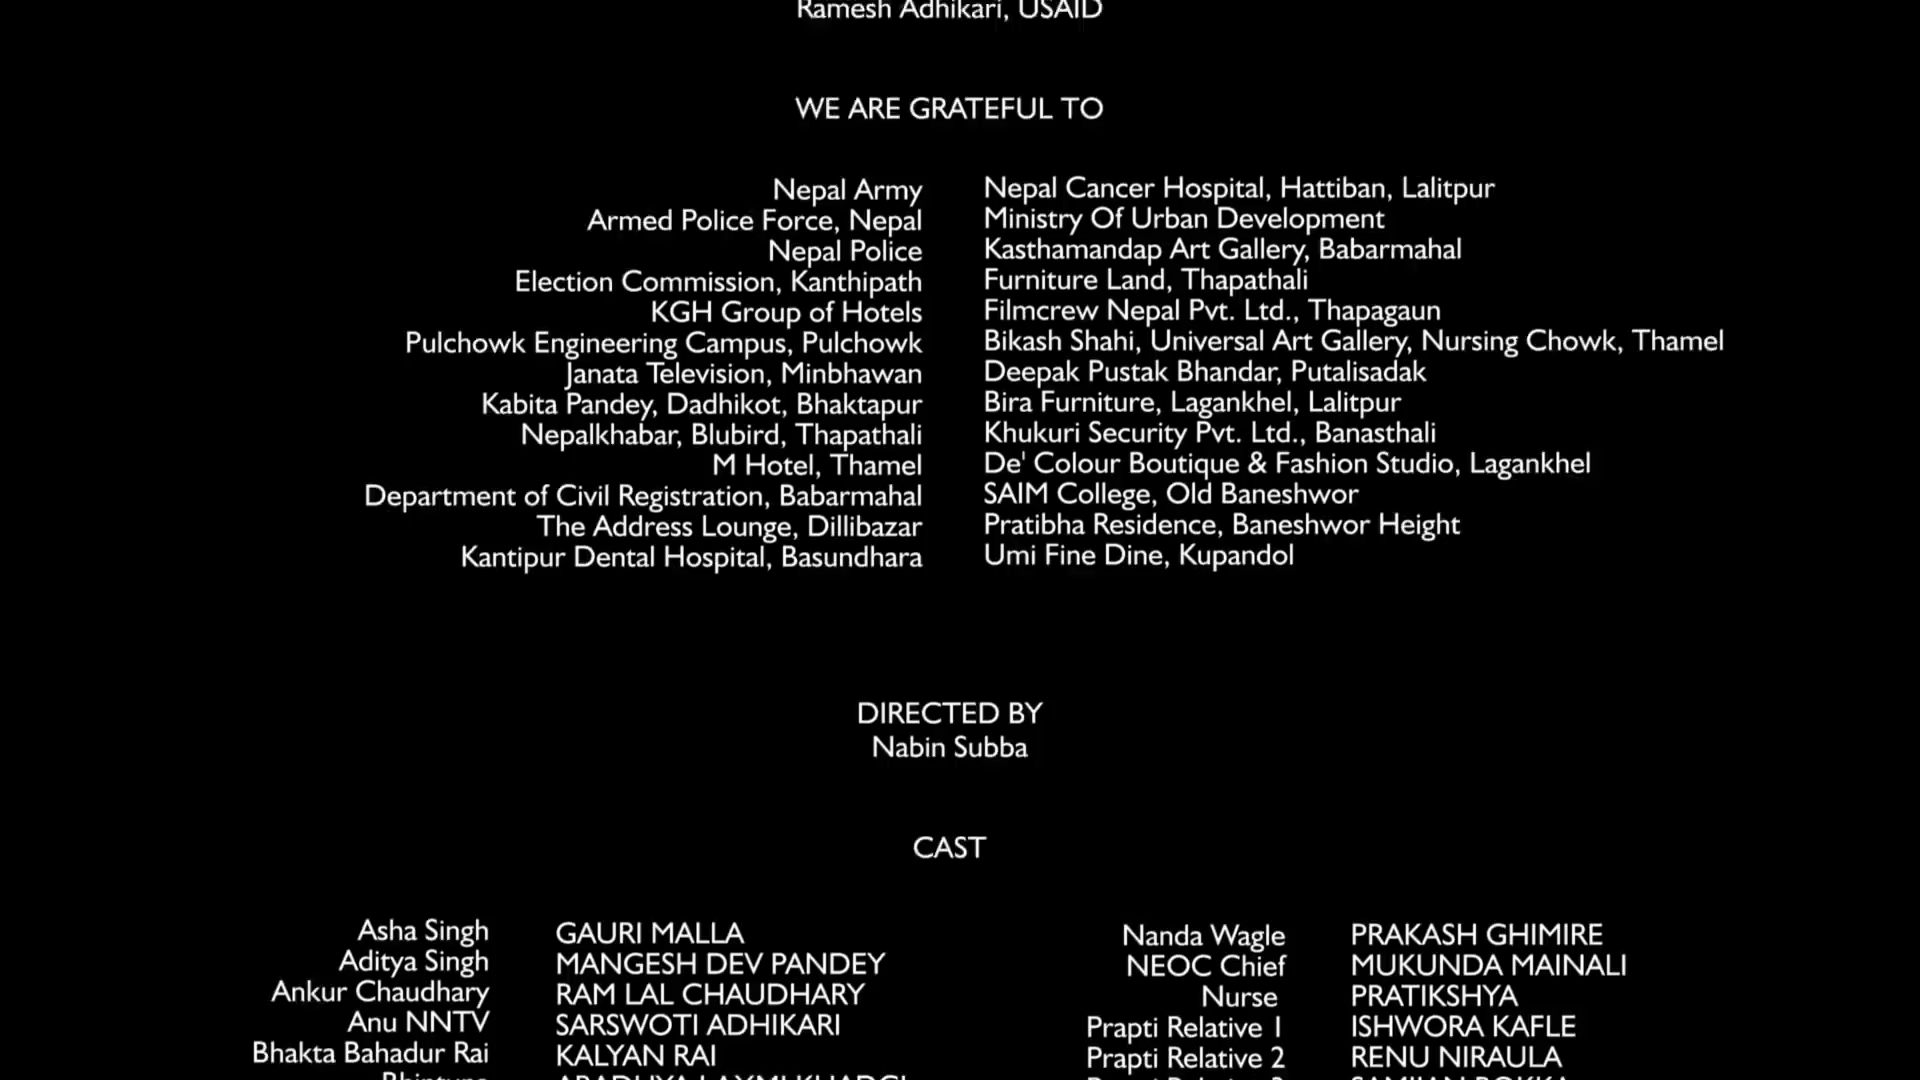 Ramesh Adhikari, USAID
WE ARE GRATEFUL TO
Nepal Army
Armed Police Force, Nepal
Nepal Police
Election Commission, Kanthipath
KGH Group of Hotels
Pulchowk Engineering Campus, Pulchowk
Janata Television, Minbhawan
Kabita Pandey, Dadhikot, Bhaktapur
Nepalkhabar, Blubird, Thapathali
M Hotel, Thamel
Department of Civil Registration, Babarmahal
The Address Lounge, Dillibazar
Kantipur Dental Hospital, Basundhara
Nepal Cancer Hospital, Hattiban, Lalitpur
Ministry Of Urban Development
Kasthamandap Art Gallery, Babarmahal
Furniture Land, Thapathali
Filmcrew Nepal Pvt. Ltd., Thapagaun
Bikash Shahi, Universal Art Gallery, Nursing Chowk, Thamel
Deepak Pustak Bhandar, Putalisadak
Bira Furniture, Lagankhel, Lalitpur
Khukuri Security Pvt. Ltd., Banasthali
De' Colour Boutique & Fashion Studio, Lagankhel
SAIM College, Old Baneshwor
Pratibha Residence, Baneshwor Height
Umi Fine Dine, Kupandol
DIRECTED BY
Nabin Subba
CAST
Asha Singh GAURI MALLA
Aditya Singh MANGESH DEV PANDEY
Ankur Chaudhary RAM LAL CHAUDHARY
Anu NNTV SARSWOTI ADHIKARI
Bhakta Bahadur Rai KALYAN RAI
Nanda Wagle PRAKASH GHIMIRE
NEOC Chief MUKUNDA MAINALI
Nurse PRATIKSHYA
Prapti Relative 1 ISHWORA KAFLE
Prapti Relative 2 RENU NIRAULA